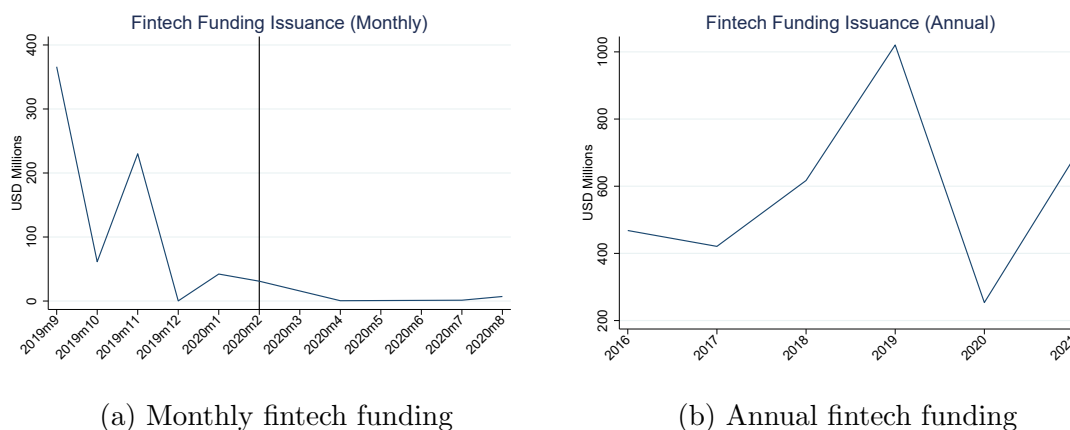 Fintech Funding Issuance (Monthly)
USD Millions
400
300
200
100
0
2019m9
2019m10
2019m11
2019m12
2020m1
2020m2
2020m3
2020m4
2020m5
2020m6
2020m7
2020m8
(a) Monthly fintech funding
Fintech Funding Issuance (Annual)
USD Millions
1000
800
600
400
200
2016
2017
2018
2019
2020
(b) Annual fintech funding